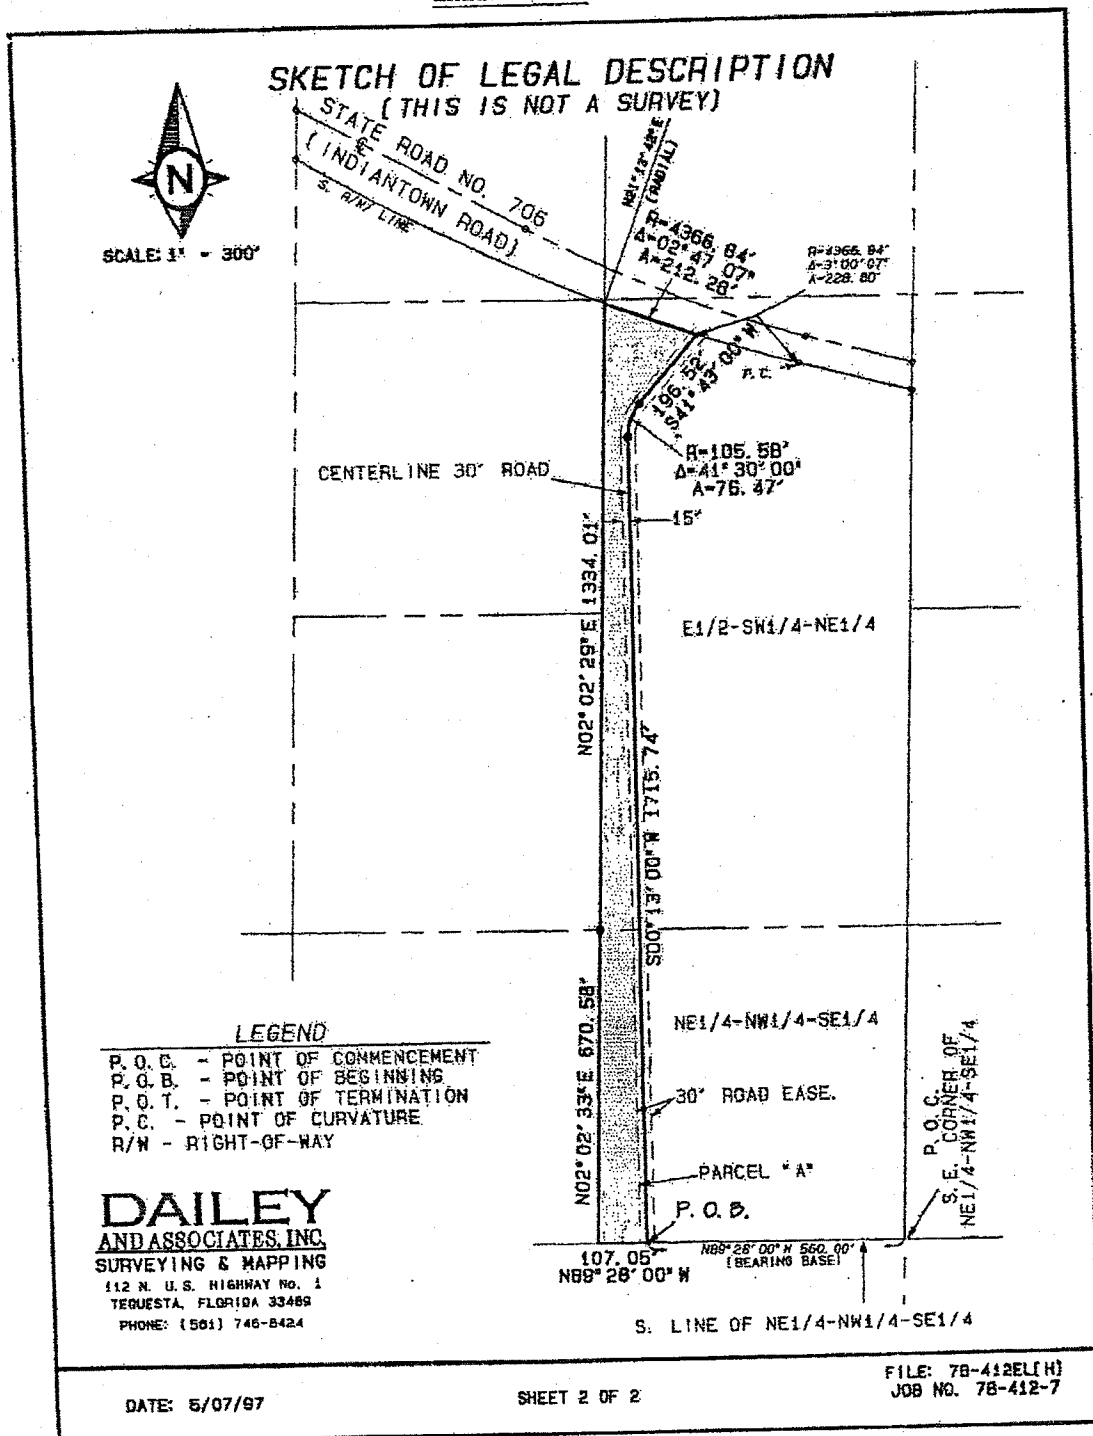 SKETCH OF LEGAL DESCRIPTION
(THIS IS NOT A SURVEY)
N
SCALE: 1" = 300'
STATE ROAD NO. 706
(INDIANTOWN ROAD)
S. R/W LINE
N21°13'42"E
(RADIAL)
R=4366.84'
Δ=02°47'07"
A=212.28'
R=4366.84'
Δ=3°00'07"
A=228.80'
196.52'
S41°43'00"W
P.C.
R=105.58'
Δ=41°30'00"
A=76.47'
CENTERLINE 30' ROAD
15'
N02°02'29"E 1334.01'
E1/2-SW1/4-NE1/4
S00°13'00"W 1715.74'
N02°02'33"E 670.58'
NE1/4-NW1/4-SE1/4
30' ROAD EASE.
PARCEL "A"
P.O.B.
P.O.C.
S.E. CORNER OF
NE1/4-NW1/4-SE1/4
107.05'
N89°28'00"W
N89°28'00"W 560.00'
(BEARING BASE)
S. LINE OF NE1/4-NW1/4-SE1/4
LEGEND
P.O.C. - POINT OF COMMENCEMENT
P.O.B. - POINT OF BEGINNING
P.O.T. - POINT OF TERMINATION
P.C. - POINT OF CURVATURE
R/W - RIGHT-OF-WAY
DAILEY
AND ASSOCIATES, INC.
SURVEYING & MAPPING
112 N. U.S. HIGHWAY No. 1
TEQUESTA, FLORIDA 33469
PHONE: (561) 746-8424
DATE: 5/07/97
SHEET 2 OF 2
FILE: 78-412EL(H)
JOB NO. 78-412-7